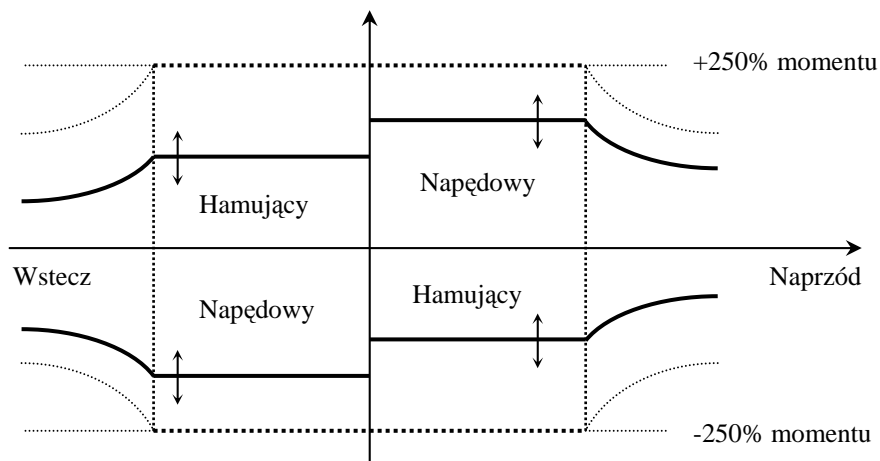 +250% momentu
Napędowy
Hamujący
Wstecz
Naprzód
Napędowy
Hamujący
-250% momentu